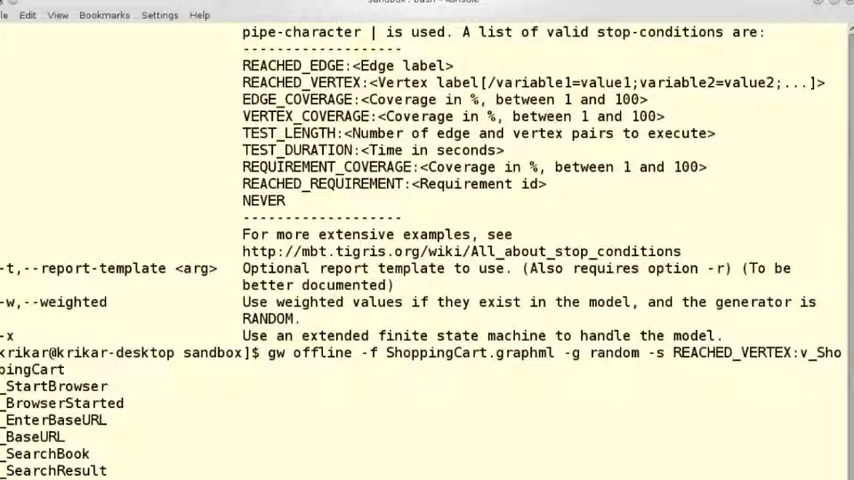 Edit View Bookmarks Settings Help
pipe-character | is used. A list of valid stop-conditions are:
-------------------
REACHED_EDGE:<Edge label>
REACHED_VERTEX:<Vertex label[/variable1=value1;variable2=value2;...]>
EDGE_COVERAGE:<Coverage in %, between 1 and 100>
VERTEX_COVERAGE:<Coverage in %, between 1 and 100>
TEST_LENGTH:<Number of edge and vertex pairs to execute>
TEST_DURATION:<Time in seconds>
REQUIREMENT_COVERAGE:<Coverage in %, between 1 and 100>
REACHED_REQUIREMENT:<Requirement id>
NEVER
-------------------
For more extensive examples, see
http://mbt.tigris.org/wiki/All_about_stop_conditions
-t,--report-template <arg> Optional report template to use. (Also requires option -r) (To be
better documented)
-w,--weighted Use weighted values if they exist in the model, and the generator is
RANDOM.
-x Use an extended finite state machine to handle the model.
krikar@krikar-desktop sandbox]$ gw offline -f ShoppingCart.graphml -g random -s REACHED_VERTEX:v_Sho
pingCart
_StartBrowser
_BrowserStarted
_EnterBaseURL
_BaseURL
_SearchBook
_SearchResult